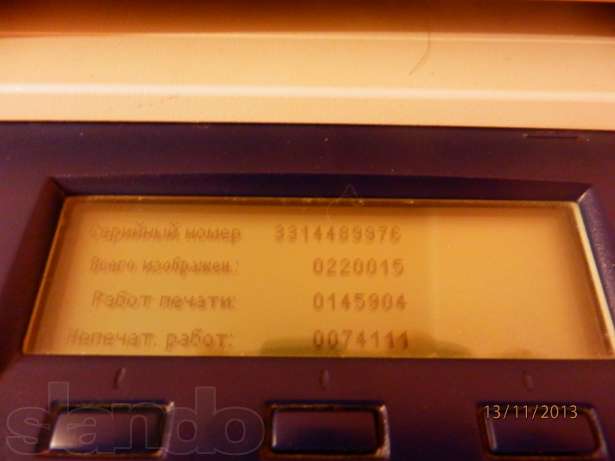 Серийный номер 3314489976
Всего изображен.: 0220015
Работ печати: 0145904
Непечат. работ: 0074111
slando
13/11/2013